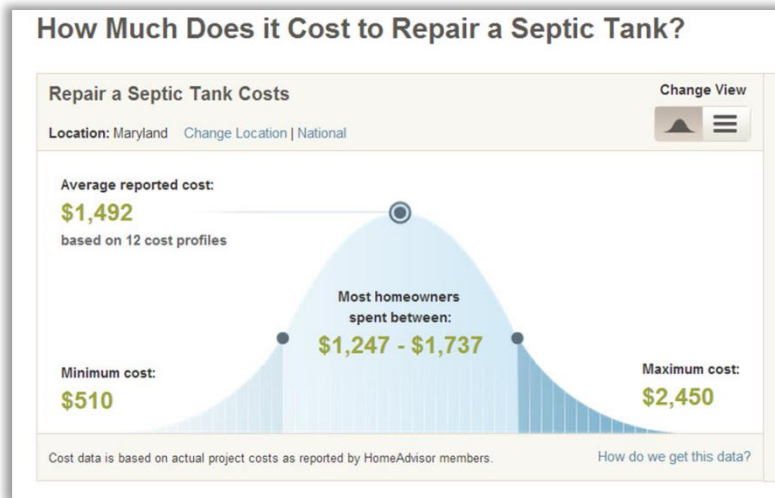 How Much Does it Cost to Repair a Septic Tank?
Repair a Septic Tank Costs
Change View
Location: Maryland Change Location | National
Average reported cost:
$1,492
based on 12 cost profiles
Most homeowners
spent between:
$1,247 - $1,737
Minimum cost:
$510
Maximum cost:
$2,450
Cost data is based on actual project costs as reported by HomeAdvisor members.
How do we get this data?